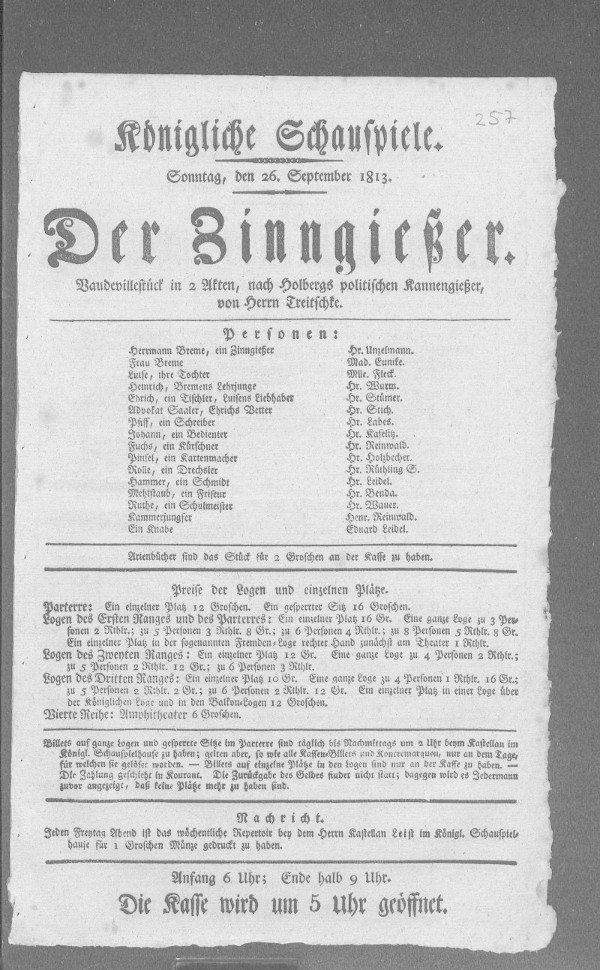 257
Königliche Schauspiele.
Sonntag, den 26. September 1813.
Der Zinngießer.
Vaudevillestück in 2 Akten, nach Holbergs politischen Kannengießer,
von Herrn Treitschke.
Personen:
Herrmann Breme, ein Zinngießer Hr. Unzelmann.
Frau Breme Mad. Eunike.
Luise, ihre Tochter Mlle. Fleck.
Heinrich, Bremens Lehrjunge Hr. Wurm.
Ehrich, ein Tischler, Luisens Liebhaber Hr. Stümer.
Advokat Saaler, Ehrichs Vetter Hr. Stich.
Pfiff, ein Schreiber Hr. Labes.
Johann, ein Bedienter Hr. Kaselitz.
Fuchs, ein Kürschner Hr. Reinwald.
Pinsel, ein Kartenmacher Hr. Holzbecher.
Rolle, ein Drechsler Hr. Rüthling S.
Hammer, ein Schmidt Hr. Leidel.
Mehlstaub, ein Friseur Hr. Benda.
Ruthe, ein Schulmeister Hr. Wauer.
Kammerjungfer Henr. Reinwald.
Ein Knabe Eduard Leidel.
Arienbücher sind das Stück für 2 Groschen an der Kasse zu haben.
Preise der Logen und einzelnen Plätze.
Parterre: Ein einzelner Platz 12 Groschen. Ein gesperrter Sitz 16 Groschen.
Logen des Ersten Ranges und des Parterres: Ein einzelner Platz 16 Gr. Eine ganze Loge zu 3 Per-
sonen 2 Rthlr.; zu 5 Personen 3 Rthlr. 8 Gr.; zu 6 Personen 4 Rthlr.; zu 8 Personen 5 Rthlr. 8 Gr.
Ein einzelner Platz in der sogenannten Fremden-Loge rechter Hand zunächst am Theater 1 Rthlr.
Logen des Zweyten Ranges: Ein einzelner Platz 12 Gr. Eine ganze Loge zu 4 Personen 2 Rthlr.;
zu 5 Personen 2 Rthlr. 12 Gr.; zu 6 Personen 3 Rthlr.
Logen des Dritten Ranges: Ein einzelner Platz 10 Gr. Eine ganze Loge zu 4 Personen 1 Rthlr. 16 Gr.;
zu 5 Personen 2 Rthlr. 2 Gr.; zu 6 Personen 2 Rthlr. 12 Gr. Ein einzelner Platz in einer Loge über
der Königlichen Loge und in den Balkon-Logen 12 Groschen.
Vierte Reihe: Amphitheater 6 Groschen.
Billets auf ganze Logen und gesperrte Sitze im Parterre sind täglich bis Nachmittags um 2 Uhr beym Kastellan im
Königl. Schauspielhause zu haben; gelten aber, so wie alle Kassen-Billets und Kontremarquen, nur an dem Tage,
für welchen sie gelöset worden. — Billets auf einzelne Plätze in den Logen sind nur an der Kasse zu haben. —
Die Zahlung geschieht in Kourant. Die Zurückgabe des Geldes findet nicht statt; dagegen wird es Jedermann
zuvor angezeigt, daß keine Plätze mehr zu haben sind.
Nachricht.
Jeden Freytag Abend ist das wöchentliche Repertoir bey dem Herrn Kastellan Leist im Königl. Schauspiel-
hause für 1 Groschen Münze gedruckt zu haben.
Anfang 6 Uhr; Ende halb 9 Uhr.
Die Kasse wird um 5 Uhr geöffnet.